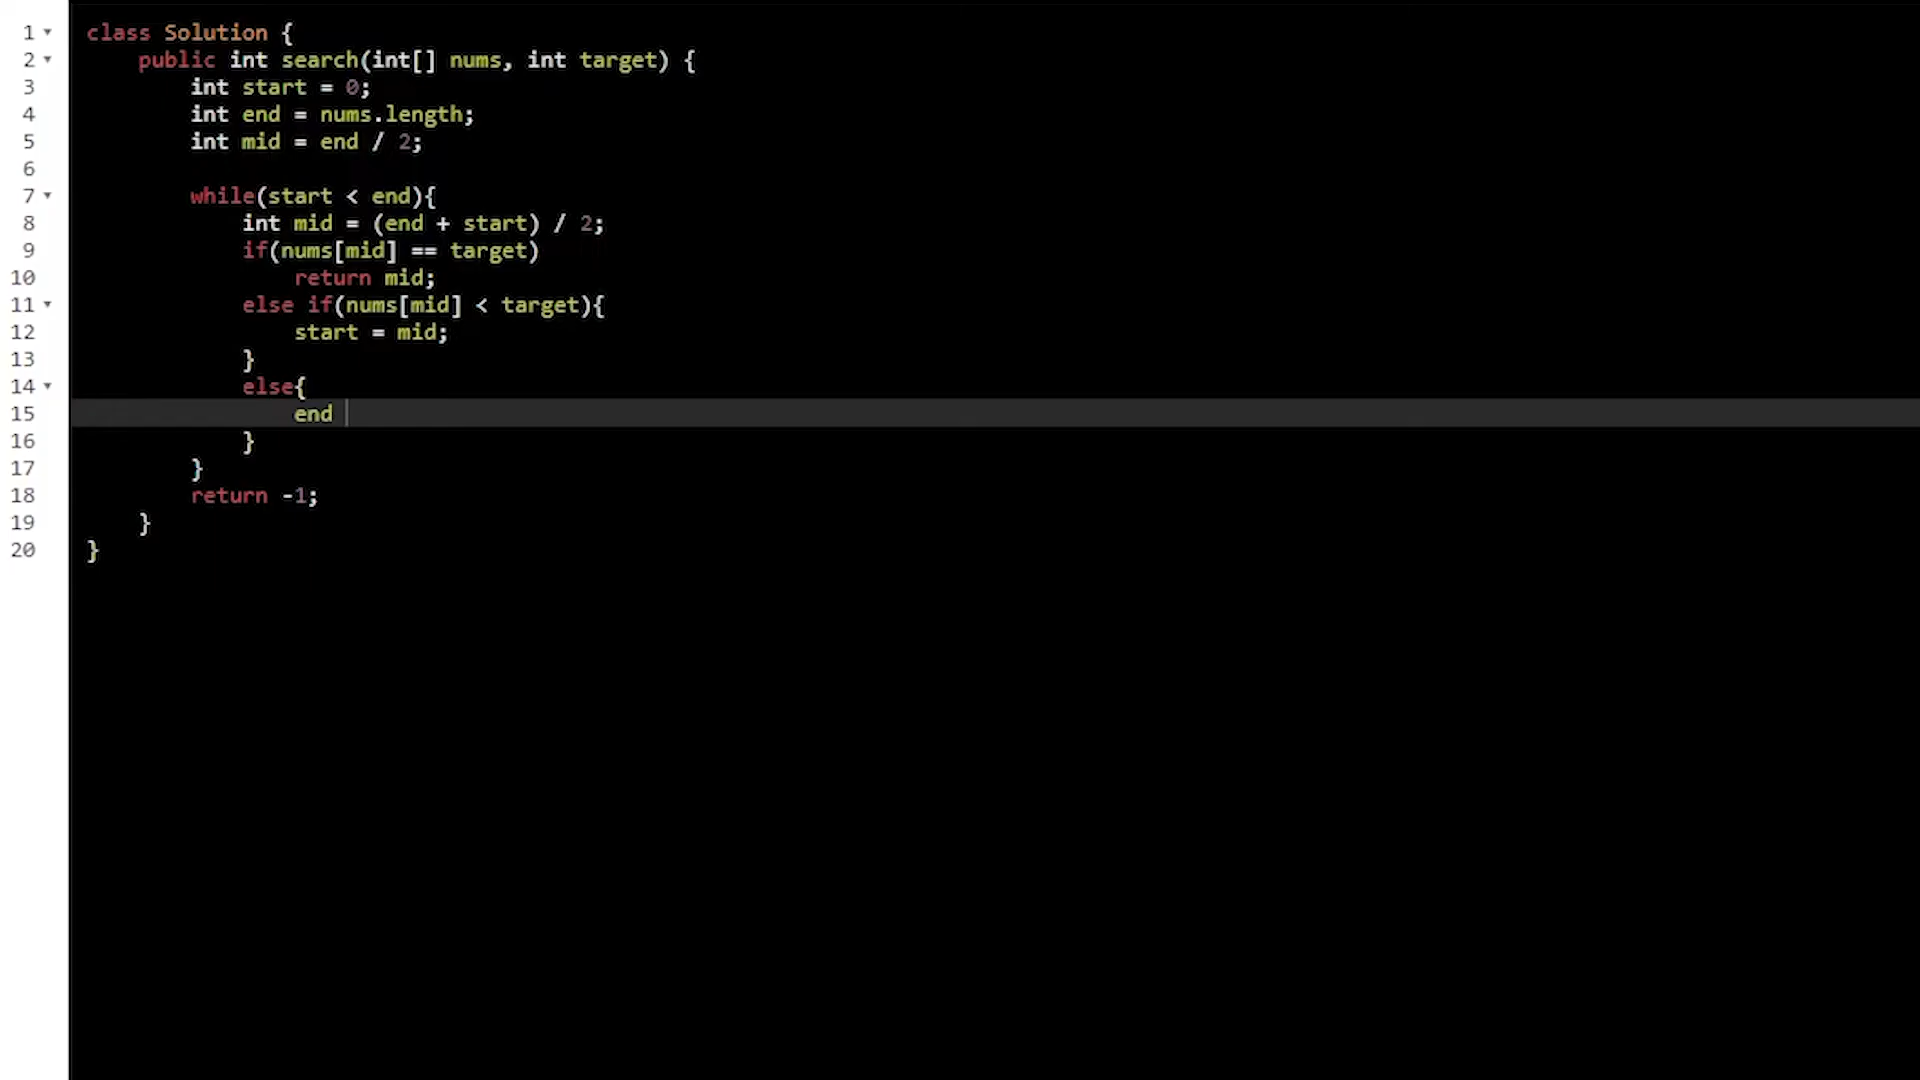 1 class Solution {
2 public int search(int[] nums, int target) {
3 int start = 0;
4 int end = nums.length;
5 int mid = end / 2;
6
7 while(start < end){
8 int mid = (end + start) / 2;
9 if(nums[mid] == target)
10 return mid;
11 else if(nums[mid] < target){
12 start = mid;
13 }
14 else{
15 end
16 }
17 }
18 return -1;
19 }
20 }